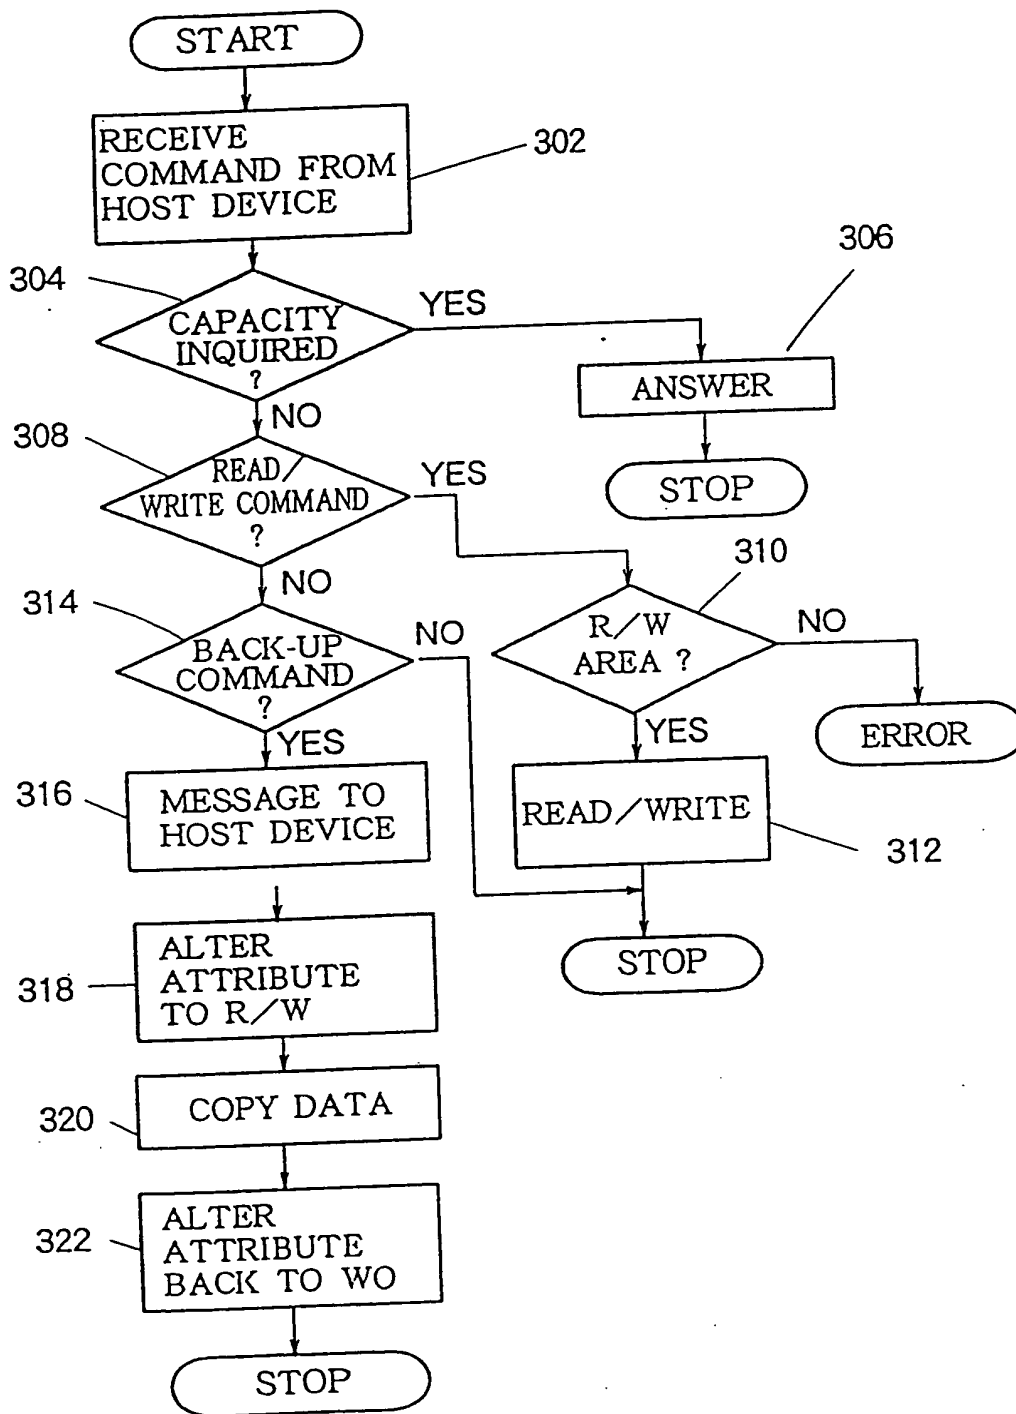 START
RECEIVE
COMMAND FROM
HOST DEVICE
302
304
CAPACITY
INQUIRED
?
YES
306
ANSWER
STOP
NO
308
READ/
WRITE COMMAND
?
YES
310
R/W
AREA ?
NO
ERROR
NO
314
BACK-UP
COMMAND
?
NO
YES
READ/WRITE
312
STOP
YES
316
MESSAGE TO
HOST DEVICE
318
ALTER
ATTRIBUTE
TO R/W
320
COPY DATA
322
ALTER
ATTRIBUTE
BACK TO WO
STOP